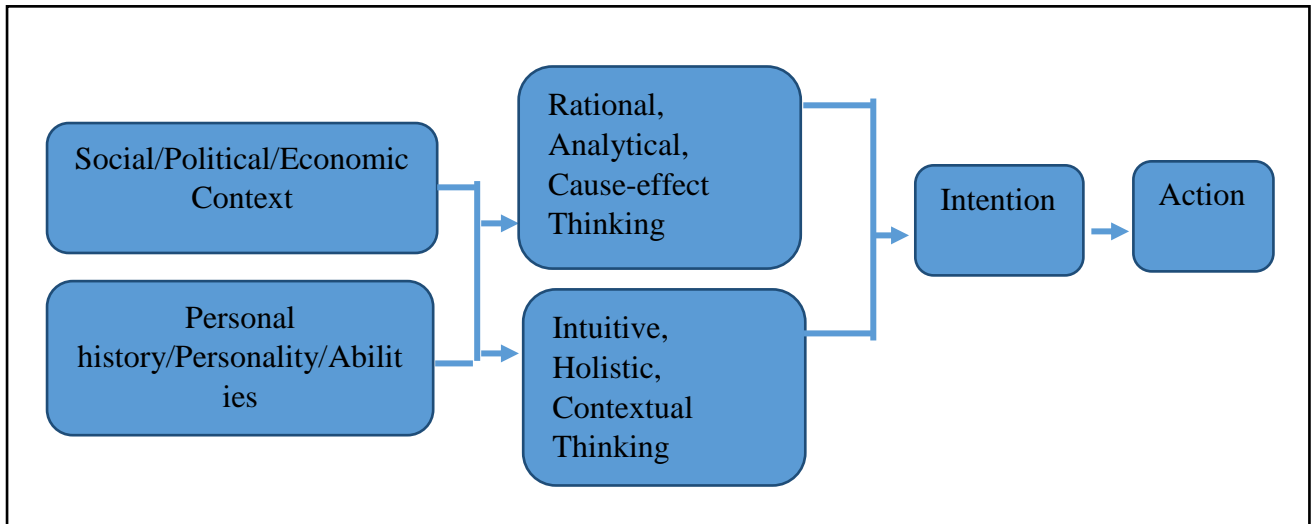 Social/Political/Economic
Context
Personal
history/Personality/Abilit
ies
Rational,
Analytical,
Cause-effect
Thinking
Intuitive,
Holistic,
Contextual
Thinking
Intention
Action